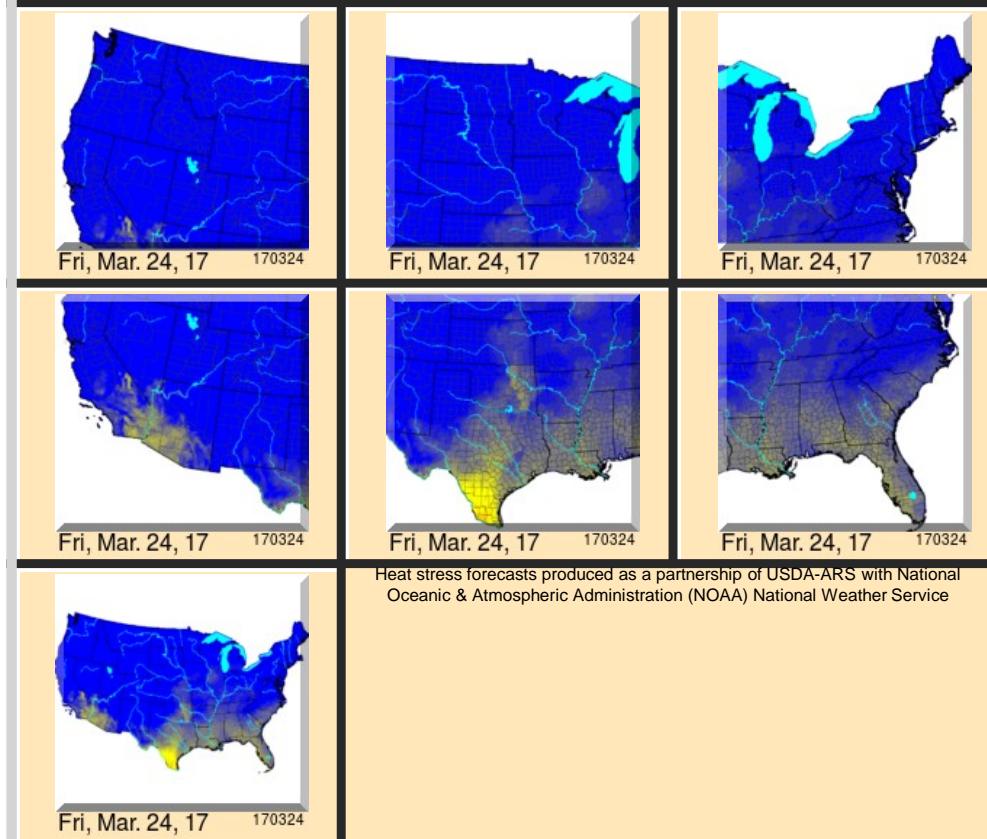 Fri, Mar. 24, 17 170324
Fri, Mar. 24, 17 170324
Fri, Mar. 24, 17 170324
Fri, Mar. 24, 17 170324
Fri, Mar. 24, 17 170324
Fri, Mar. 24, 17 170324
Heat stress forecasts produced as a partnership of USDA-ARS with National
Oceanic & Atmospheric Administration (NOAA) National Weather Service
Fri, Mar. 24, 17 170324